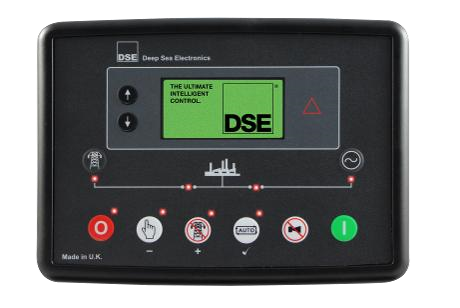 DSE Deep Sea Electronics
THE ULTIMATE
INTELLIGENT
CONTROL.
DSE
®
O
AUTO
I
− + ✓
Made in U.K.